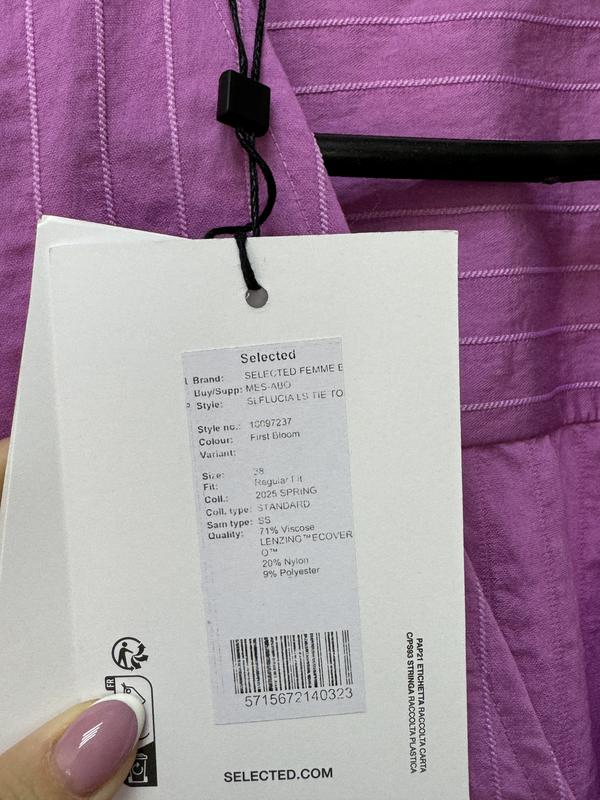 Selected
Brand: SELECTED FEMME E
Buy/Supp: MES-ABO
Style: SLFLUCIA LS TIE TO
Style no.: 16097237
Colour: First Bloom
Variant:
Size: 38
Fit: Regular Fit
Coll.: 2025 SPRING
Coll. type: STANDARD
Sam type: SS
Quality: 71% Viscose
LENZING™ECOVER
O™
20% Nylon
9% Polyester
5715672140323
FR
SELECTED.COM
PAP21 ETICHETTA RACCOLTA CARTA
C/PS93 STRINGA RACCOLTA PLASTICA